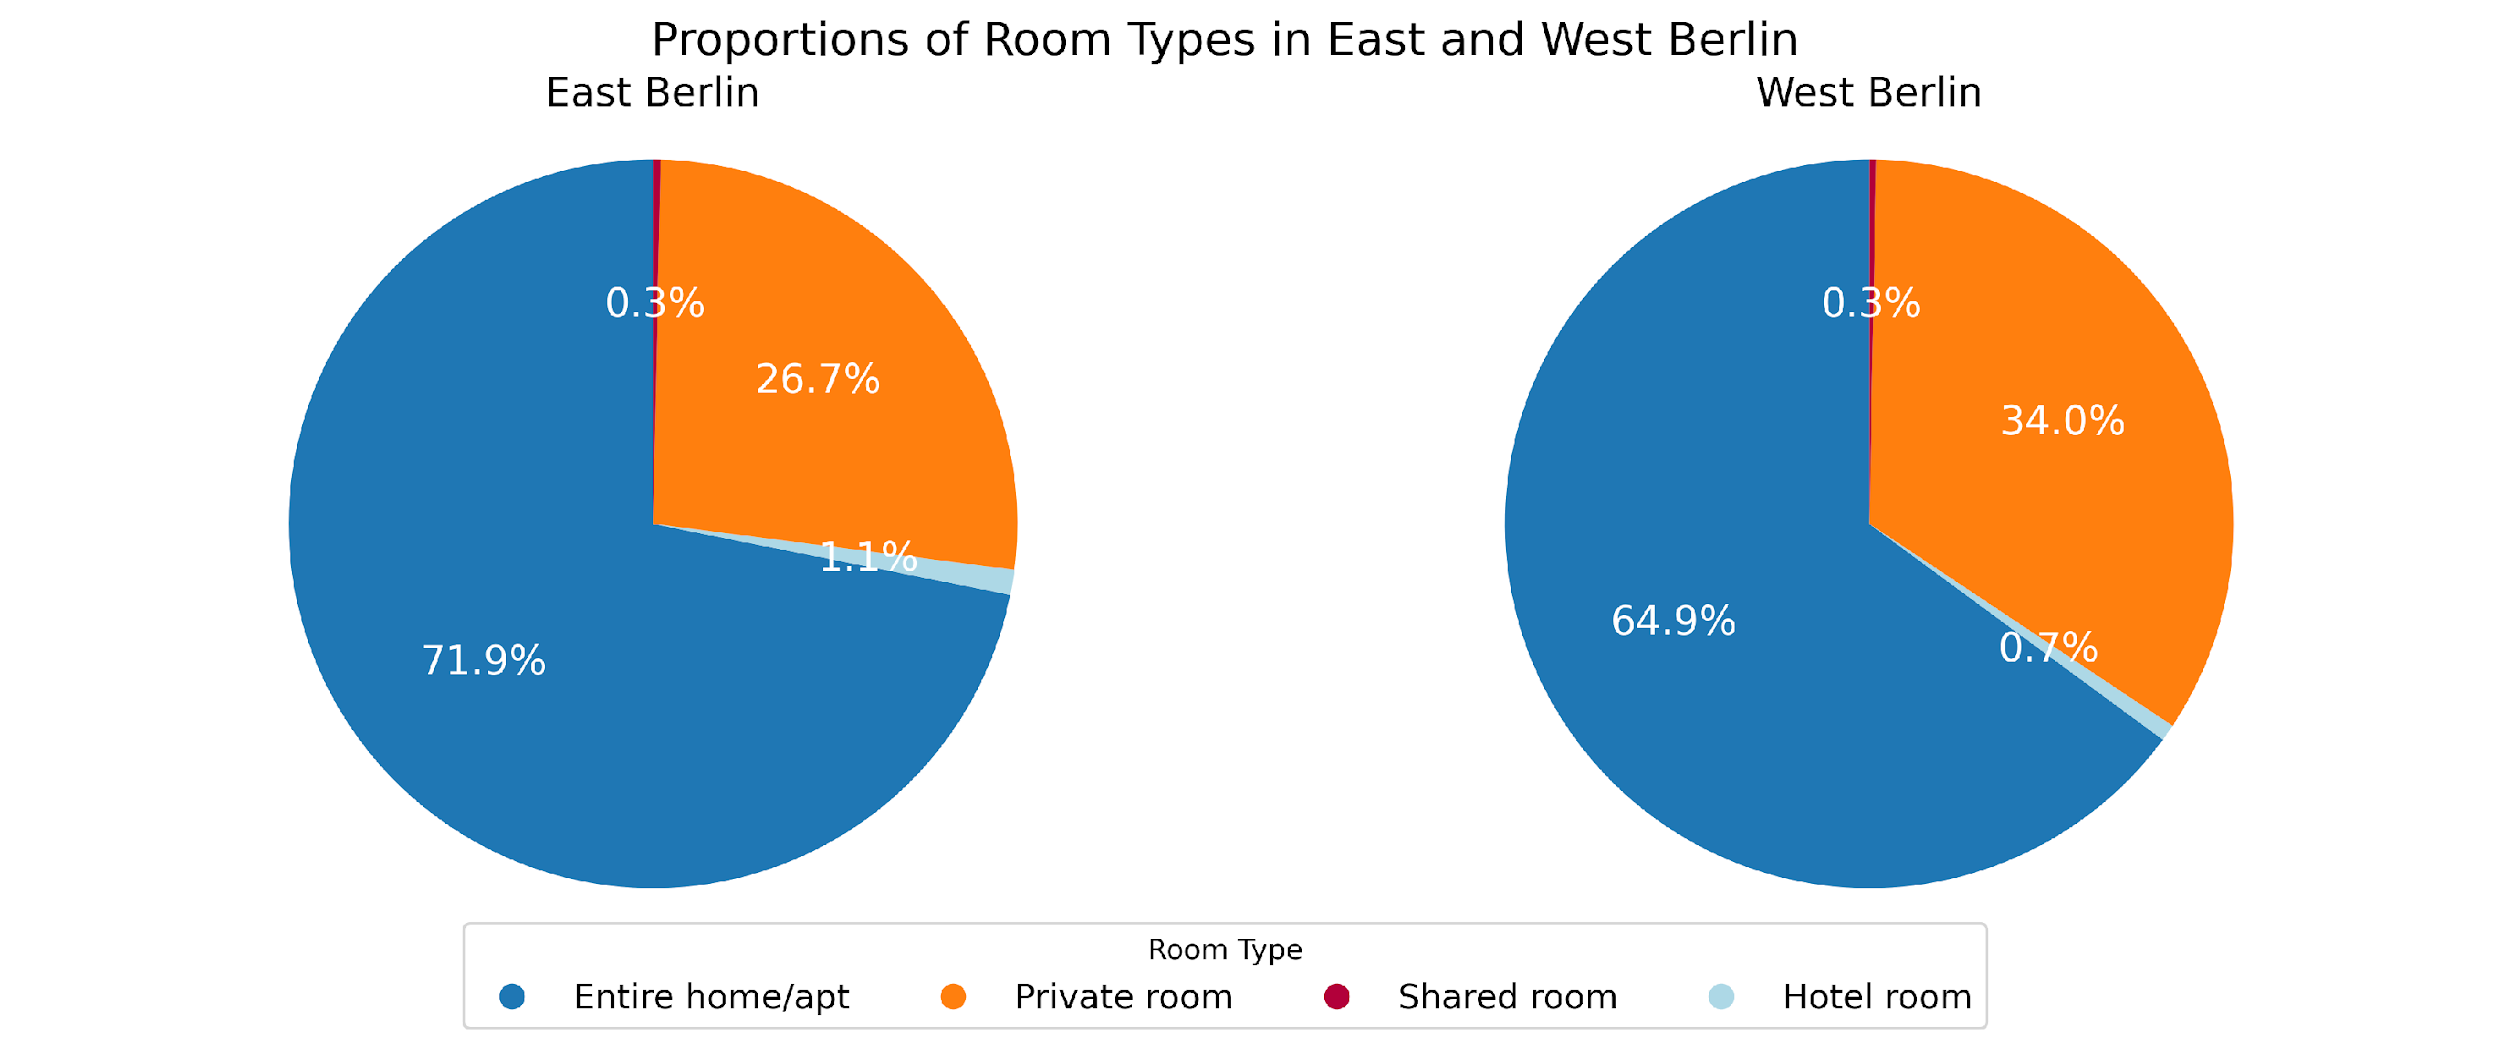 Proportions of Room Types in East and West Berlin
East Berlin
0.3%
26.7%
1.1%
71.9%
West Berlin
0.3%
34.0%
64.9%
0.7%
Room Type
Entire home/apt Private room Shared room Hotel room